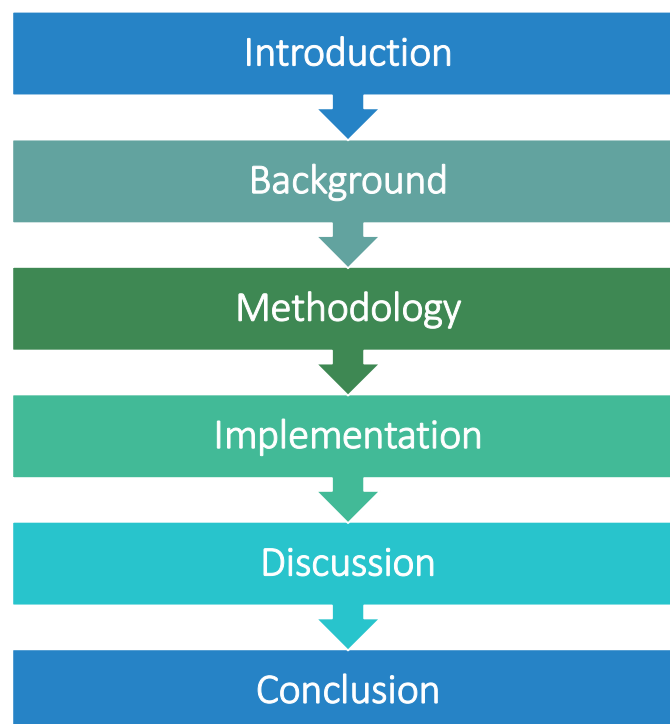 Introduction
Background
Methodology
Implementation
Discussion
Conclusion